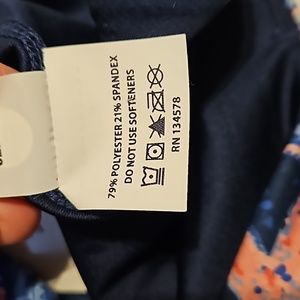 79% POLYESTER 21% SPANDEX
DO NOT USE SOFTENERS
RN 134578